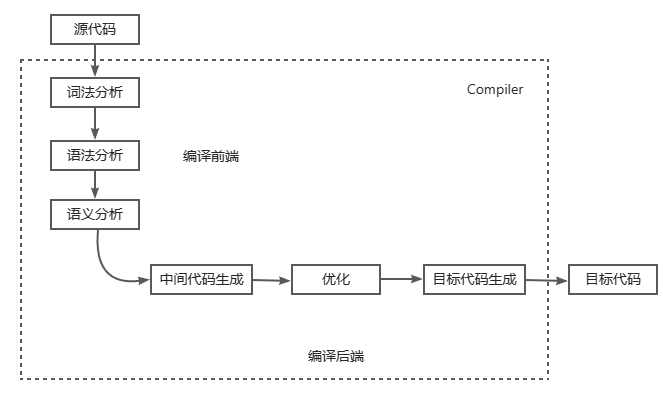 源代码
词法分析
Compiler
语法分析
编译前端
语义分析
中间代码生成
优化
目标代码生成
目标代码
编译后端